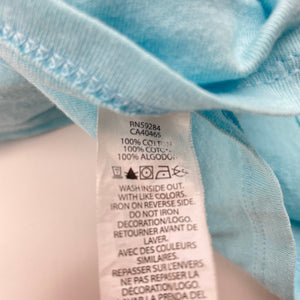 RN59284
CA40465
100% COTTON
100% COTON
100% ALGODON
WASH INSIDE OUT.
WITH LIKE COLORS.
IRON ON REVERSE SIDE.
DO NOT IRON
DECORATION/LOGO.
RETOURNER AVANT DE
LAVER.
AVEC DES COULEURS
SIMILAIRES.
REPASSER SUR L'ENVERS.
NE PAS REPASSER LA
DÉCORATION/LOGO.
DEL